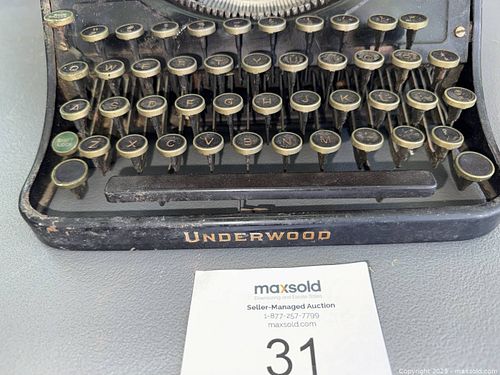 Q W E R T Y U I O P
A S D F G H J K L
Z X C V B N M
UNDERWOOD
maxsold
Downsizing and Estate Sales
Seller-Managed Auction
1-877-257-7799
maxsold.com
31
Copyright © 2023 - maxsold.com